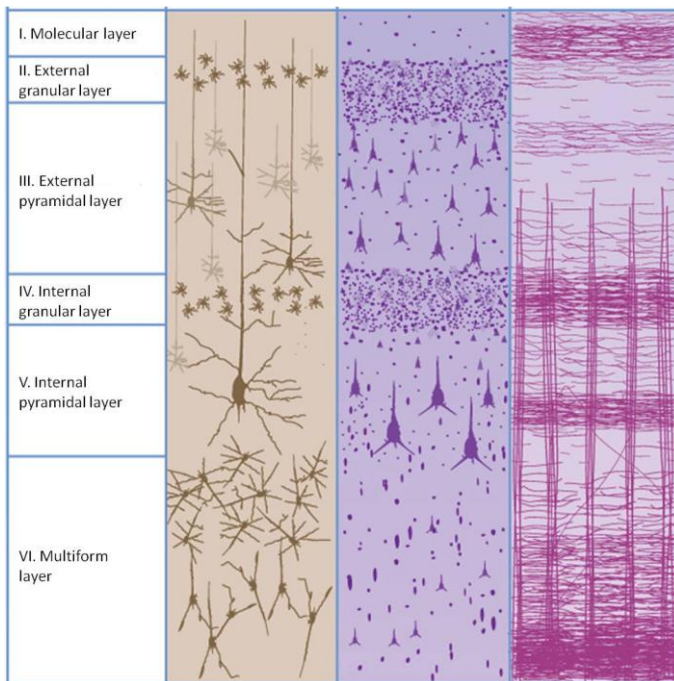 I. Molecular layer
II. External
granular layer
III. External
pyramidal layer
IV. Internal
granular layer
V. Internal
pyramidal layer
VI. Multiform
layer